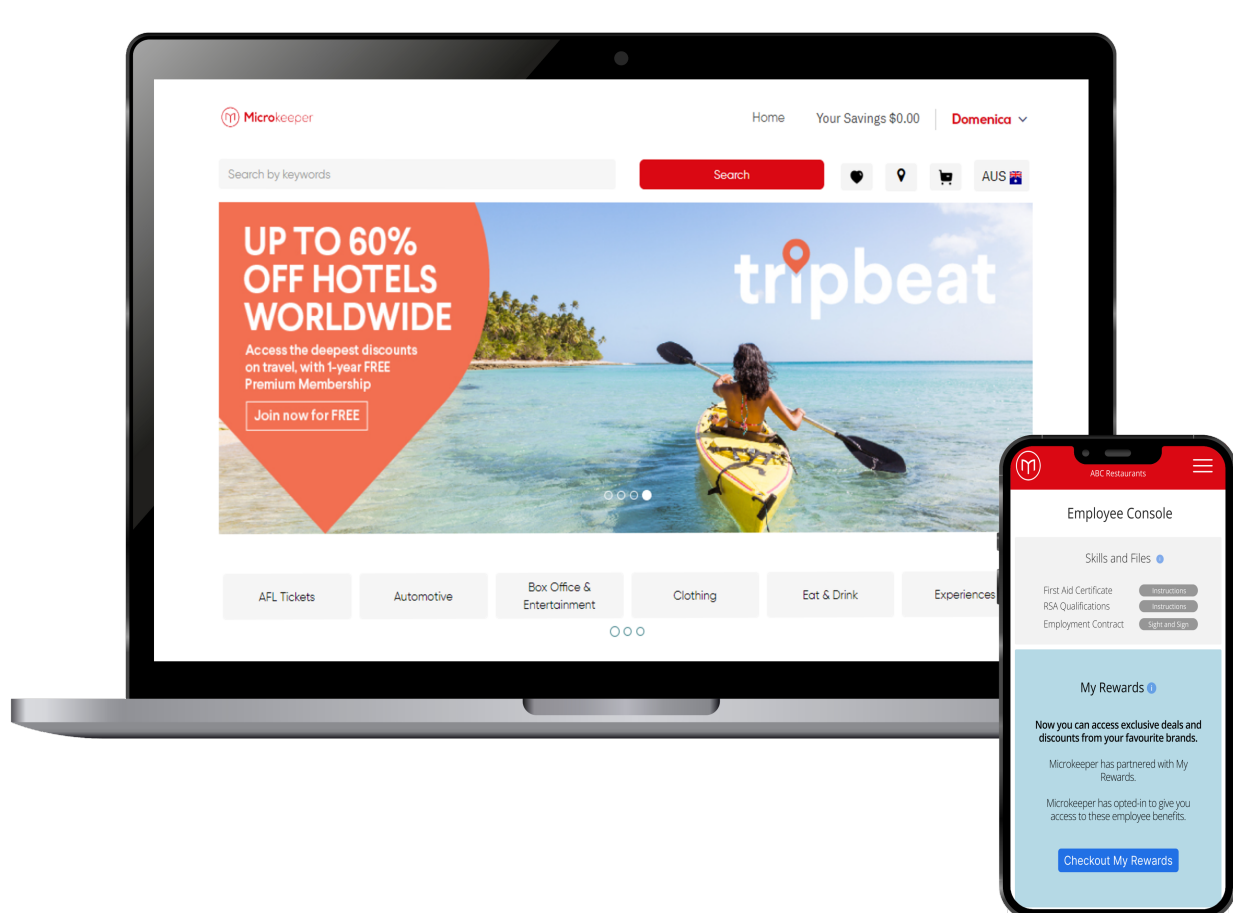 Microkeeper
Home
Your Savings $0.00
Domenica
Search by keywords
Search
AUS
UP TO 60%
OFF HOTELS
WORLDWIDE
Access the deepest discounts
on travel, with 1-year FREE
Premium Membership
Join now for FREE
tripbeat
AFL Tickets
Automotive
Box Office &
Entertainment
Clothing
Eat & Drink
Experiences
ABC Restaurants
Employee Console
Skills and Files
First Aid Certificate
Instructions
RSA Qualifications
Instructions
Employment Contract
Sight and Sign
My Rewards
Now you can access exclusive deals and
discounts from your favourite brands.
Microkeeper has partnered with My
Rewards.
Microkeeper has opted-in to give you
access to these employee benefits.
Checkout My Rewards